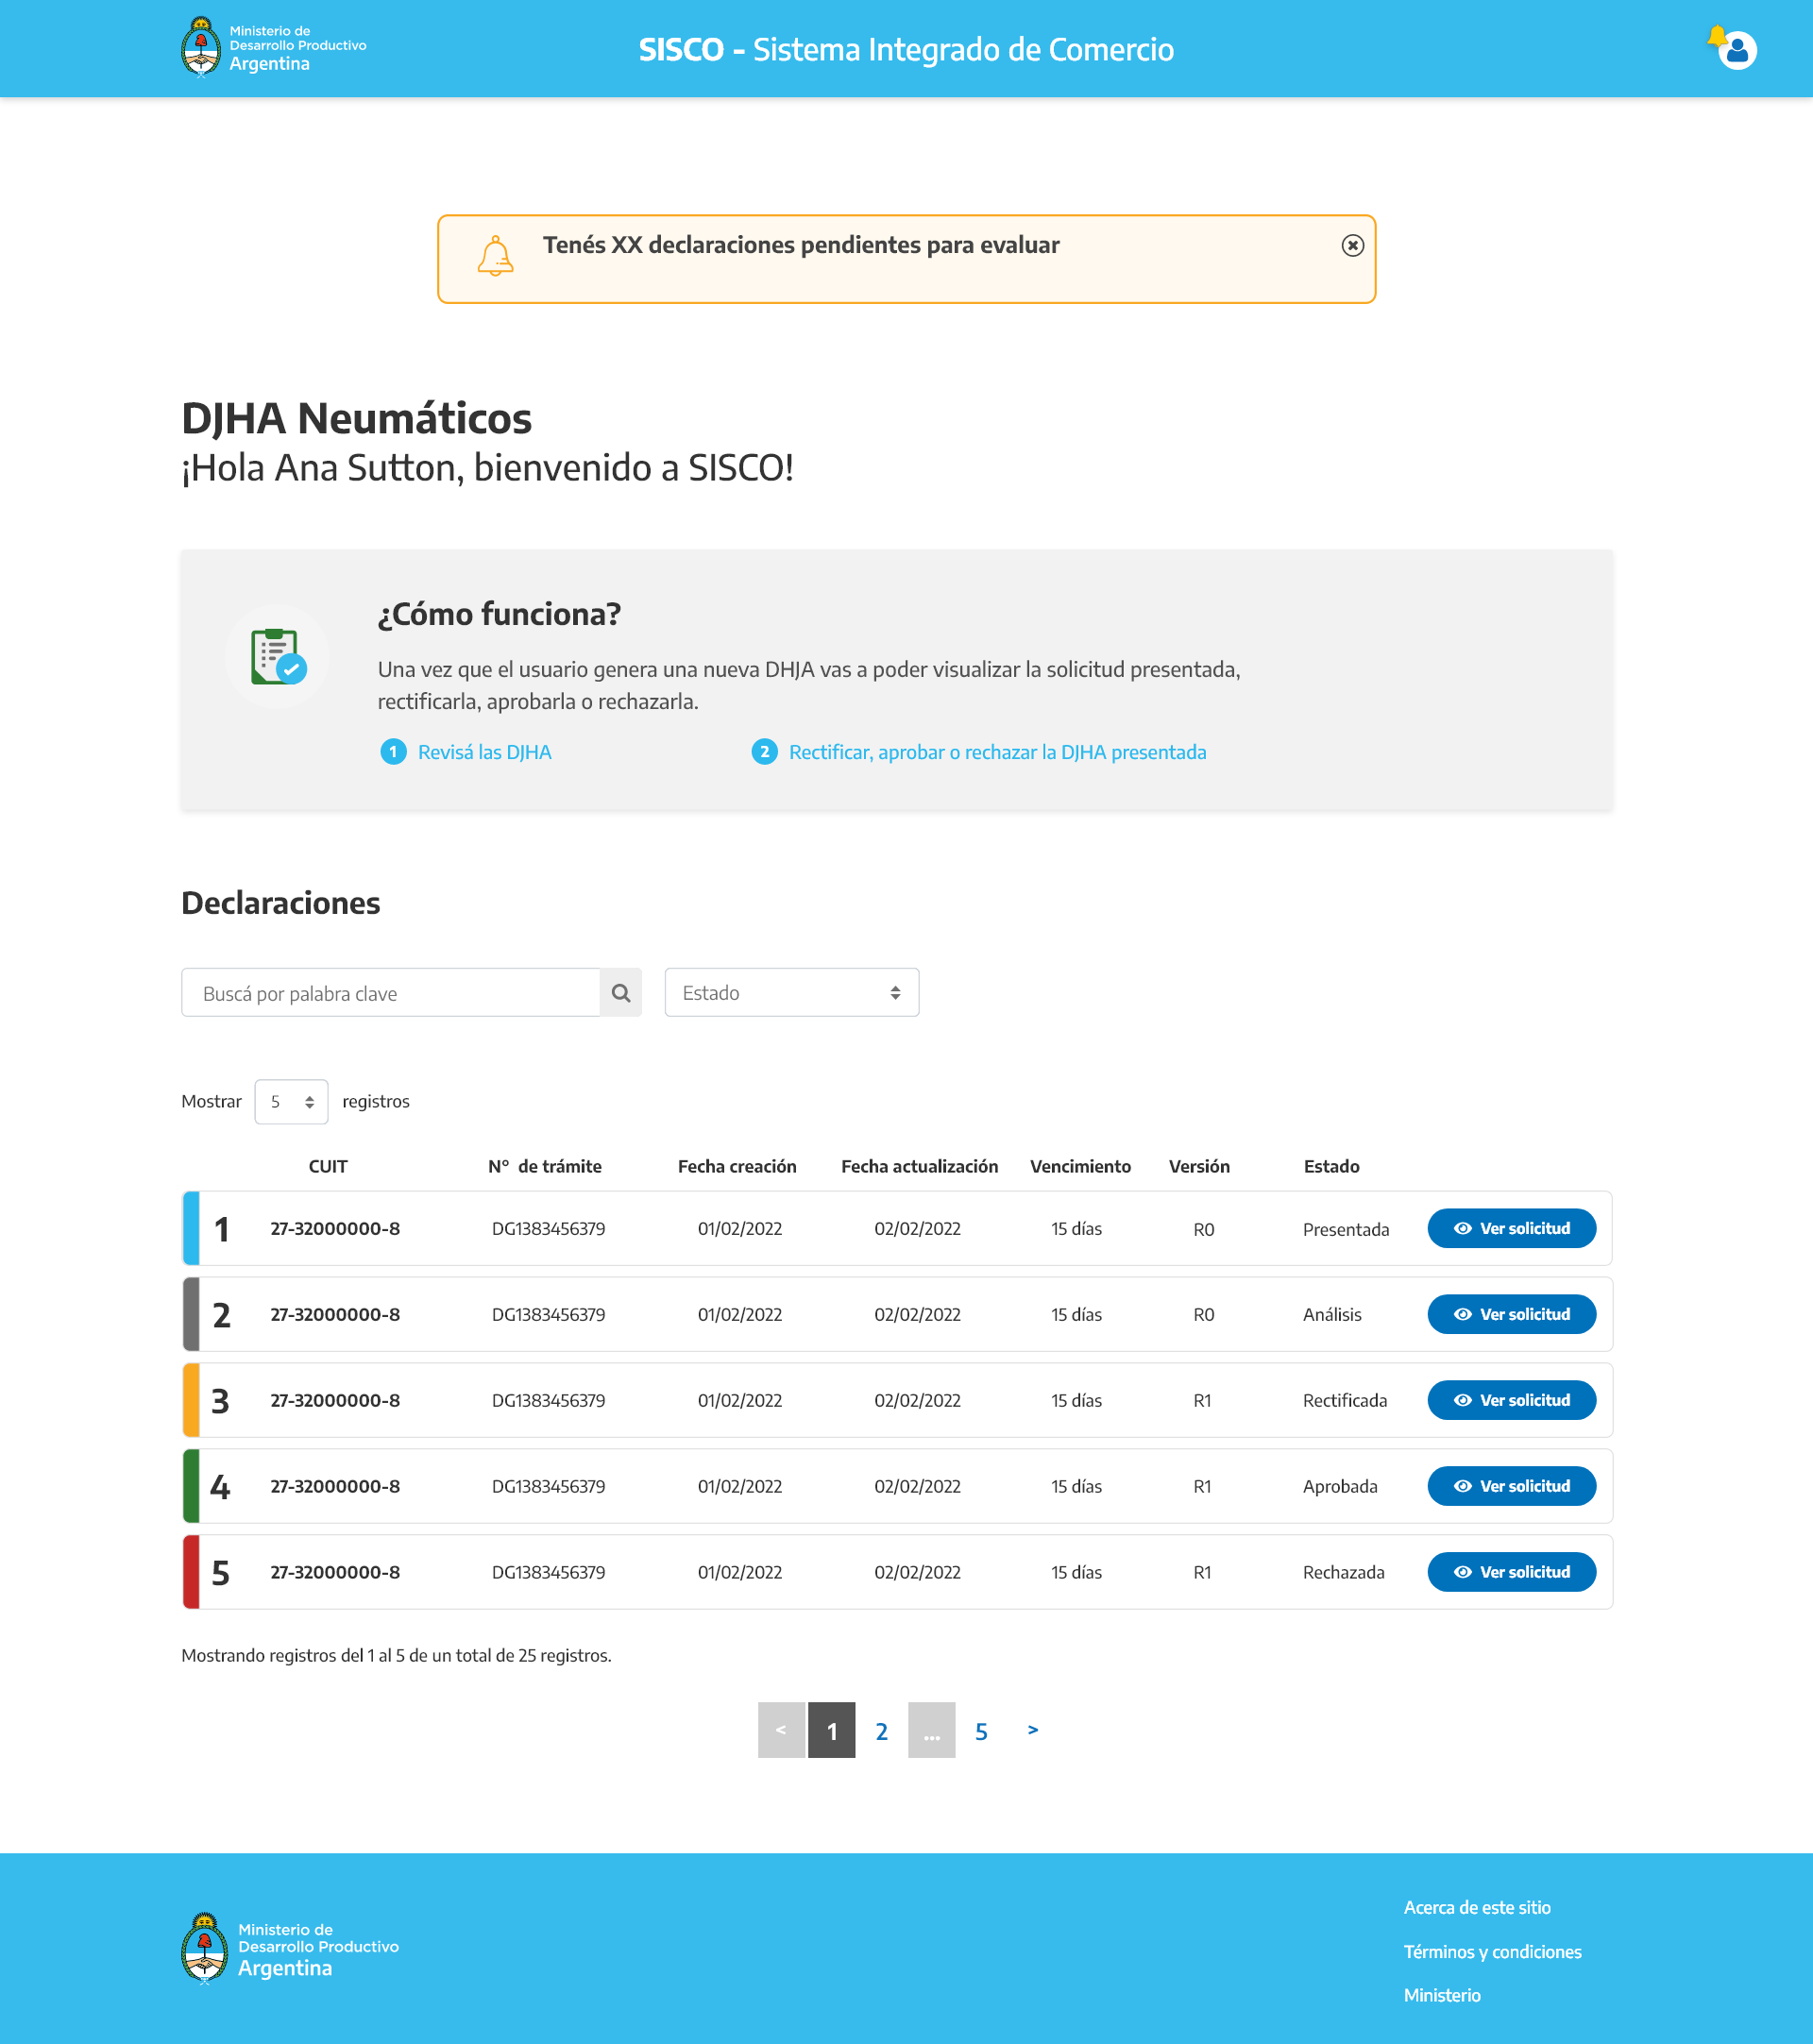 Ministerio de
Desarrollo Productivo
Argentina
SISCO - Sistema Integrado de Comercio
Tenés XX declaraciones pendientes para evaluar
DJHA Neumáticos
¡Hola Ana Sutton, bienvenido a SISCO!
¿Cómo funciona?
Una vez que el usuario genera una nueva DHJA vas a poder visualizar la solicitud presentada,
rectificarla, aprobarla o rechazarla.
1 Revisá las DJHA 2 Rectificar, aprobar o rechazar la DJHA presentada
Declaraciones
Buscá por palabra clave Estado
Mostrar 5 registros
CUIT N° de trámite Fecha creación Fecha actualización Vencimiento Versión Estado
1 27-32000000-8 DG1383456379 01/02/2022 02/02/2022 15 días R0 Presentada Ver solicitud
2 27-32000000-8 DG1383456379 01/02/2022 02/02/2022 15 días R0 Análisis Ver solicitud
3 27-32000000-8 DG1383456379 01/02/2022 02/02/2022 15 días R1 Rectificada Ver solicitud
4 27-32000000-8 DG1383456379 01/02/2022 02/02/2022 15 días R1 Aprobada Ver solicitud
5 27-32000000-8 DG1383456379 01/02/2022 02/02/2022 15 días R1 Rechazada Ver solicitud
Mostrando registros del 1 al 5 de un total de 25 registros.
< 1 2 ... 5 >
Ministerio de
Desarrollo Productivo
Argentina
Acerca de este sitio
Términos y condiciones
Ministerio